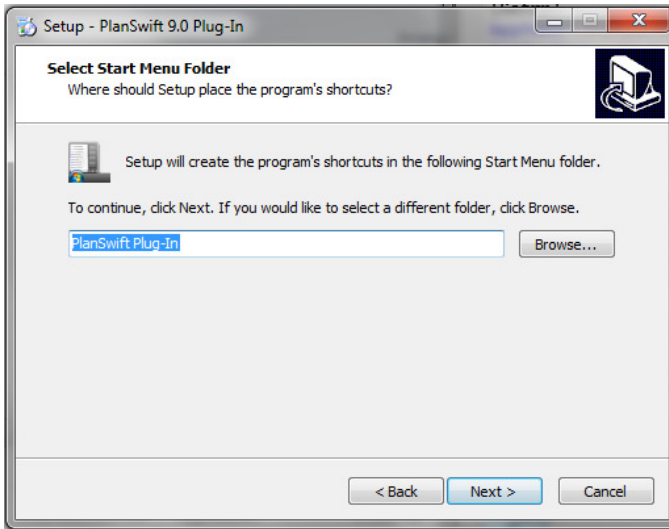 Setup - PlanSwift 9.0 Plug-In
Select Start Menu Folder
Where should Setup place the program's shortcuts?
Setup will create the program's shortcuts in the following Start Menu folder.
To continue, click Next. If you would like to select a different folder, click Browse.
PlanSwift Plug-In
Browse...
< Back
Next >
Cancel